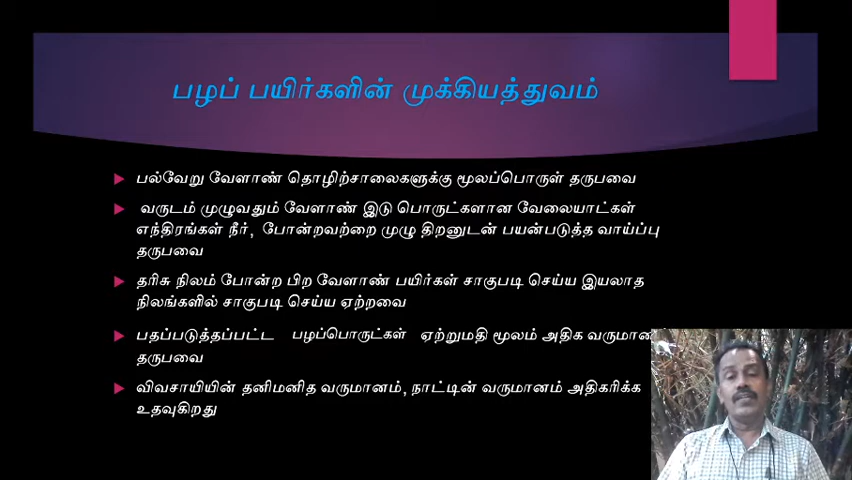 பழப் பயிர்களின் முக்கியத்துவம்
பல்வேறு வேளாண் தொழிற்சாலைகளுக்கு மூலப்பொருள் தருபவை
வருடம் முழுவதும் வேளாண் இடு பொருட்களான வேலையாட்கள்
எந்திரங்கள் நீர், போன்றவற்றை முழு திறனுடன் பயன்படுத்த வாய்ப்பு
தருபவை
தரிசு நிலம் போன்ற பிற வேளாண் பயிர்கள் சாகுபடி செய்ய இயலாத
நிலங்களில் சாகுபடி செய்ய ஏற்றவை
பதப்படுத்தப்பட்ட பழப்பொருட்கள் ஏற்றுமதி மூலம் அதிக
தருபவை
விவசாயியின் தனிமனித வருமானம், நாட்டின் வருமானம் அதிகரிக்க
உதவுகிறது